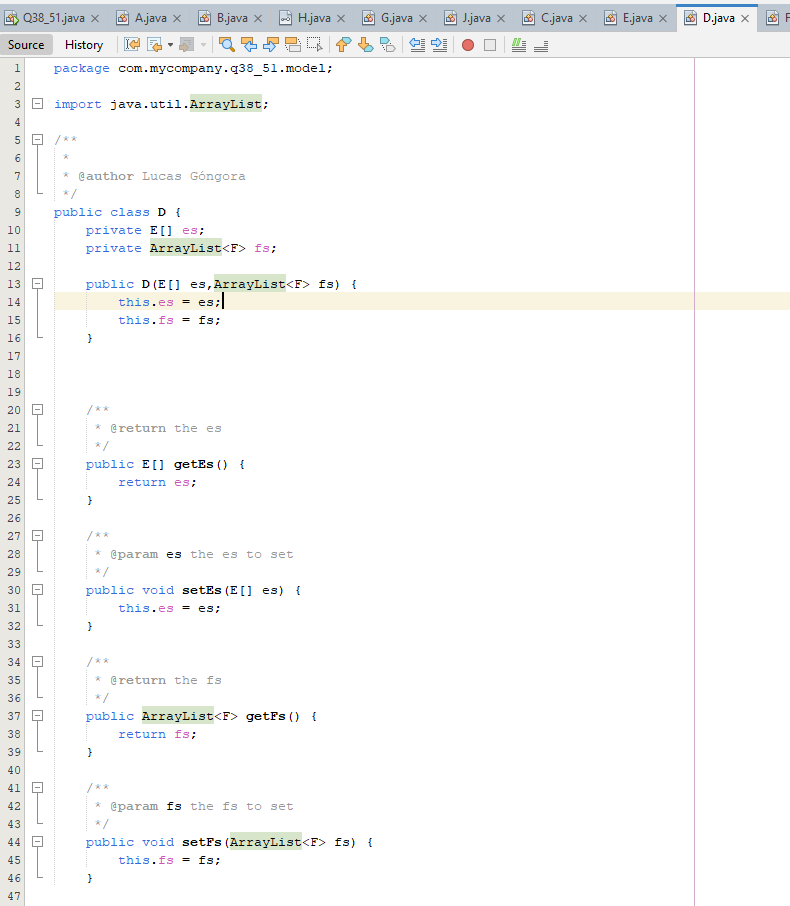 Q38_51.java A.java B.java H.java G.java J.java C.java E.java D.java
Source History
1 package com.mycompany.q38_51.model;
2
3 import java.util.ArrayList;
4
5 /**
6 *
7 * @author Lucas Góngora
8 */
9 public class D {
10 private E[] es;
11 private ArrayList<F> fs;
12
13 public D(E[] es,ArrayList<F> fs) {
14 this.es = es;
15 this.fs = fs;
16 }
17
18
19
20 /**
21 * @return the es
22 */
23 public E[] getEs() {
24 return es;
25 }
26
27 /**
28 * @param es the es to set
29 */
30 public void setEs(E[] es) {
31 this.es = es;
32 }
33
34 /**
35 * @return the fs
36 */
37 public ArrayList<F> getFs() {
38 return fs;
39 }
40
41 /**
42 * @param fs the fs to set
43 */
44 public void setFs(ArrayList<F> fs) {
45 this.fs = fs;
46 }
47